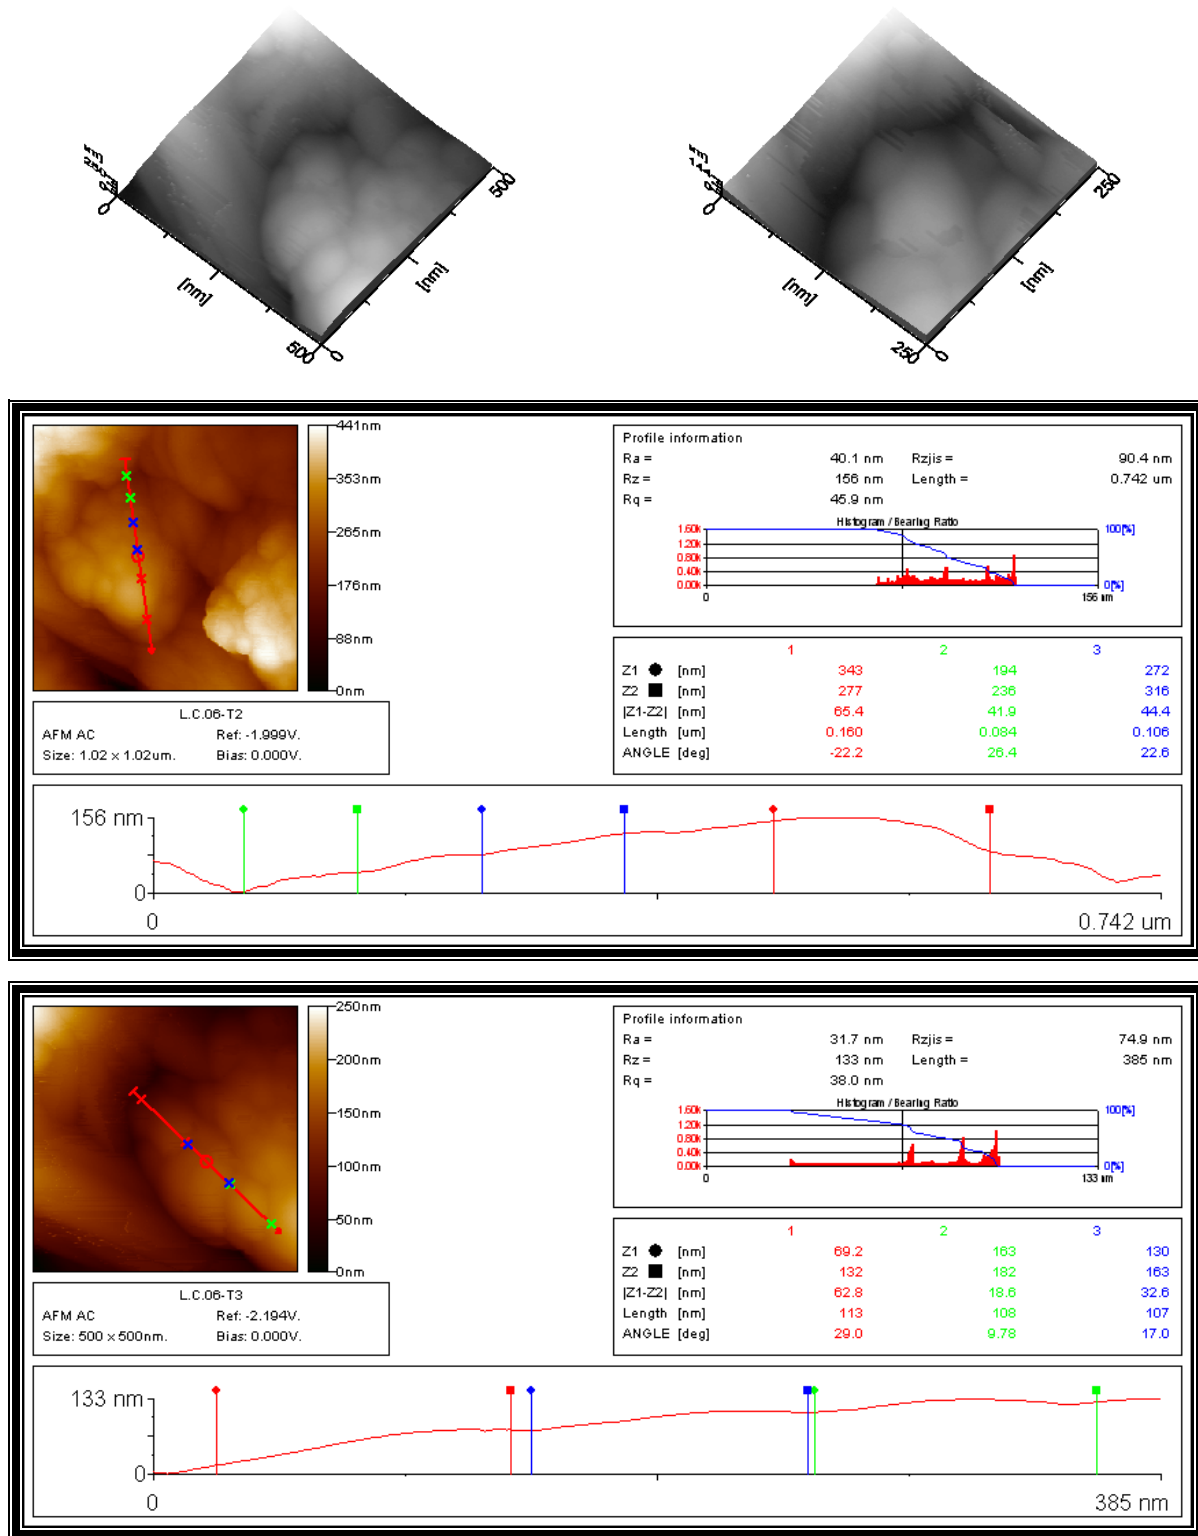 0
[nm]
500
0
[nm]
500
0
[nm]
250
0
[nm]
250
441nm
353nm
265nm
176nm
88nm
0nm
L.C.06-T2
AFM AC Ref: -1.999V.
Size: 1.02 x 1.02um. Bias: 0.000V.
Profile information
Ra = 40.1 nm Rzjis = 90.4 nm
Rz = 156 nm Length = 0.742 um
Rq = 45.9 nm
Histogram / Bearing Ratio
1.60k 100[%]
1.20k
0.80k
0.40k
0.00k 0[%]
0 156 nm
1 2 3
Z1 [nm] 343 194 272
Z2 [nm] 277 236 316
|Z1-Z2| [nm] 65.4 41.9 44.4
Length [um] 0.160 0.084 0.106
ANGLE [deg] -22.2 26.4 22.6
156 nm
0
0 0.742 um
250nm
200nm
150nm
100nm
50nm
0nm
L.C.06-T3
AFM AC Ref: -2.194V.
Size: 500 x 500nm. Bias: 0.000V.
Profile information
Ra = 31.7 nm Rzjis = 74.9 nm
Rz = 133 nm Length = 385 nm
Rq = 38.0 nm
Histogram / Bearing Ratio
1.60k 100[%]
1.20k
0.80k
0.40k
0.00k 0[%]
0 133 nm
1 2 3
Z1 [nm] 69.2 163 130
Z2 [nm] 132 182 163
|Z1-Z2| [nm] 62.8 18.6 32.6
Length [nm] 113 108 107
ANGLE [deg] 29.0 9.78 17.0
133 nm
0
0 385 nm